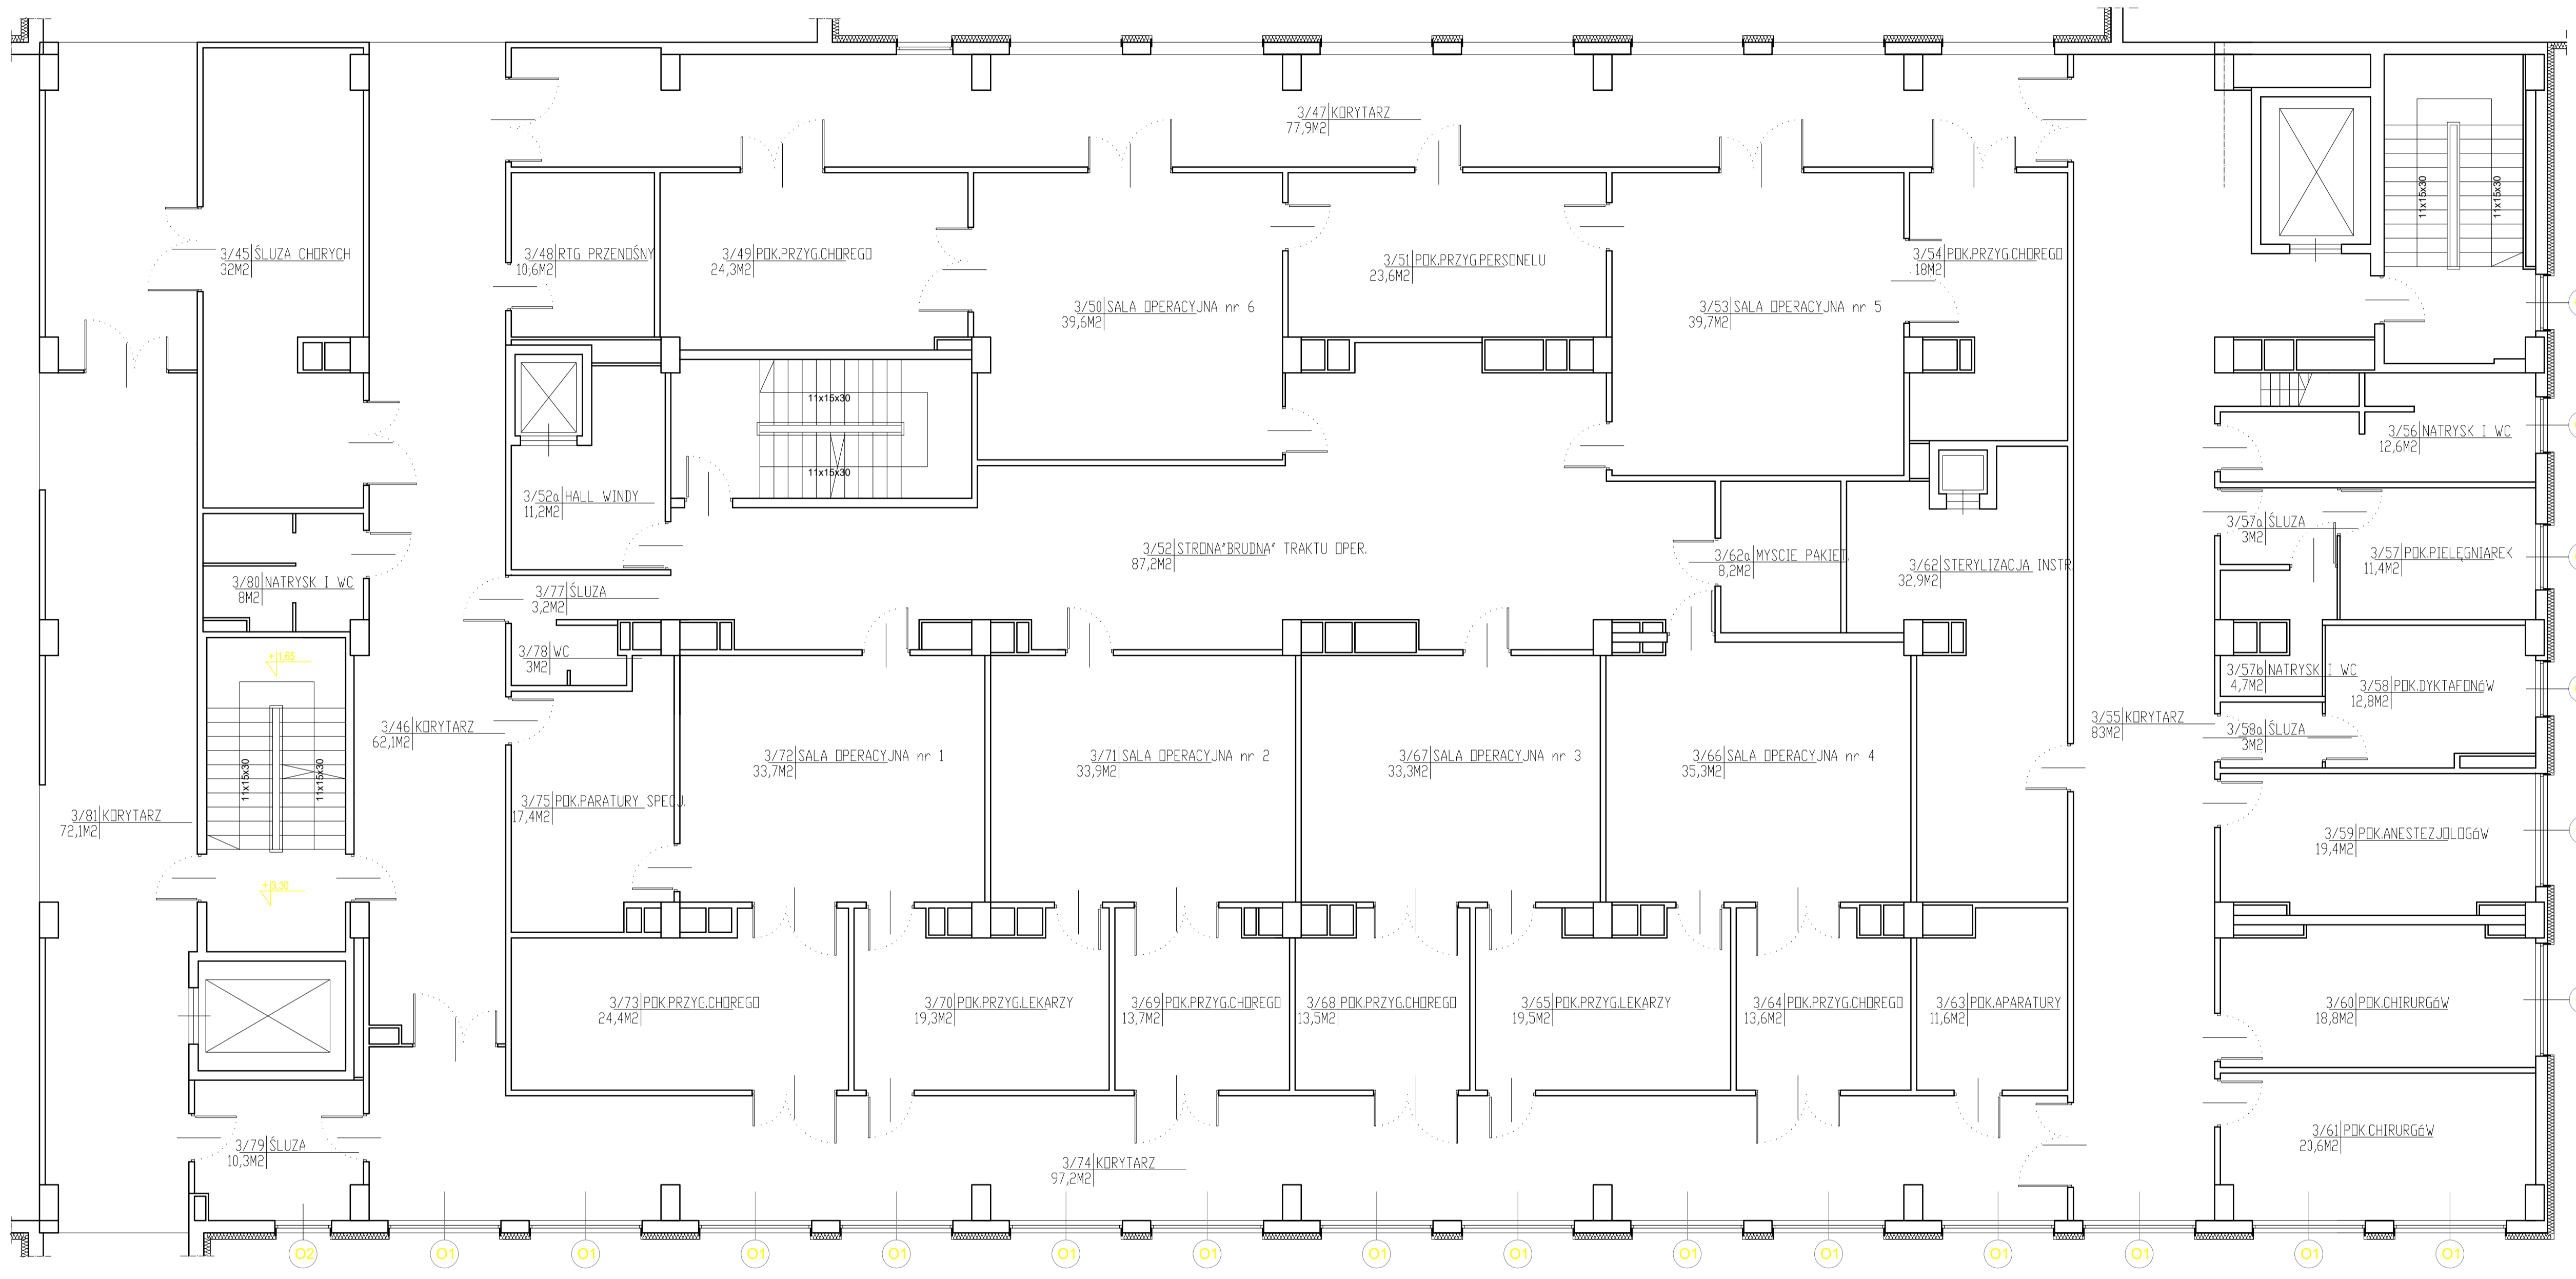 3/47 KORYTARZ
77,9M2
3/45 ŚLUZA CHORYCH
32M2
3/48 RTG PRZENOŚNY
10,6M2
3/49 POK.PRZYG.CHOREGO
24,3M2
3/50 SALA OPERACYJNA nr 6
39,6M2
3/51 POK.PRZYG.PERSONELU
23,6M2
3/53 SALA OPERACYJNA nr 5
39,7M2
3/54 POK.PRZYG.CHOREGO
18M2
11x15x30
11x15x30
11x15x30
11x15x30
3/56 NATRYSK I WC
12,6M2
3/52a HALL WINDY
11,2M2
3/52 STRONA"BRUDNA" TRAKTU OPER.
87,2M2
3/62a MYSCIE PAKIET.
8,2M2
3/62 STERYLIZACJA INSTR.
32,9M2
3/57a ŚLUZA
3M2
3/57 POK.PIELĘGNIAREK
11,4M2
3/80 NATRYSK I WC
8M2
3/77 ŚLUZA
3,2M2
3/78 WC
3M2
+11.65
3/57b NATRYSK I WC
4,7M2
3/58 POK.DYKTAFONóW
12,8M2
3/46 KORYTARZ
62,1M2
3/55 KORYTARZ
83M2
3/58a ŚLUZA
3M2
11x15x30
11x15x30
3/72 SALA OPERACYJNA nr 1
33,7M2
3/71 SALA OPERACYJNA nr 2
33,9M2
3/67 SALA OPERACYJNA nr 3
33,3M2
3/66 SALA OPERACYJNA nr 4
35,3M2
3/75 POK.PARATURY SPECJ.
17,4M2
3/81 KORYTARZ
72,1M2
3/59 POK.ANESTEZJOLOGóW
19,4M2
3/73 POK.PRZYG.CHOREGO
24,4M2
3/70 POK.PRZYG.LEKARZY
19,3M2
3/69 POK.PRZYG.CHOREGO
13,7M2
3/68 POK.PRZYG.CHOREGO
13,5M2
3/65 POK.PRZYG.LEKARZY
19,5M2
3/64 POK.PRZYG.CHOREGO
13,6M2
3/63 POK.APARATURY
11,6M2
3/60 POK.CHIRURGóW
18,8M2
3/79 ŚLUZA
10,3M2
3/74 KORYTARZ
97,2M2
3/61 POK.CHIRURGóW
20,6M2
O2 O1 O1 O1 O1 O1 O1 O1 O1 O1 O1 O1 O1 O1 O1